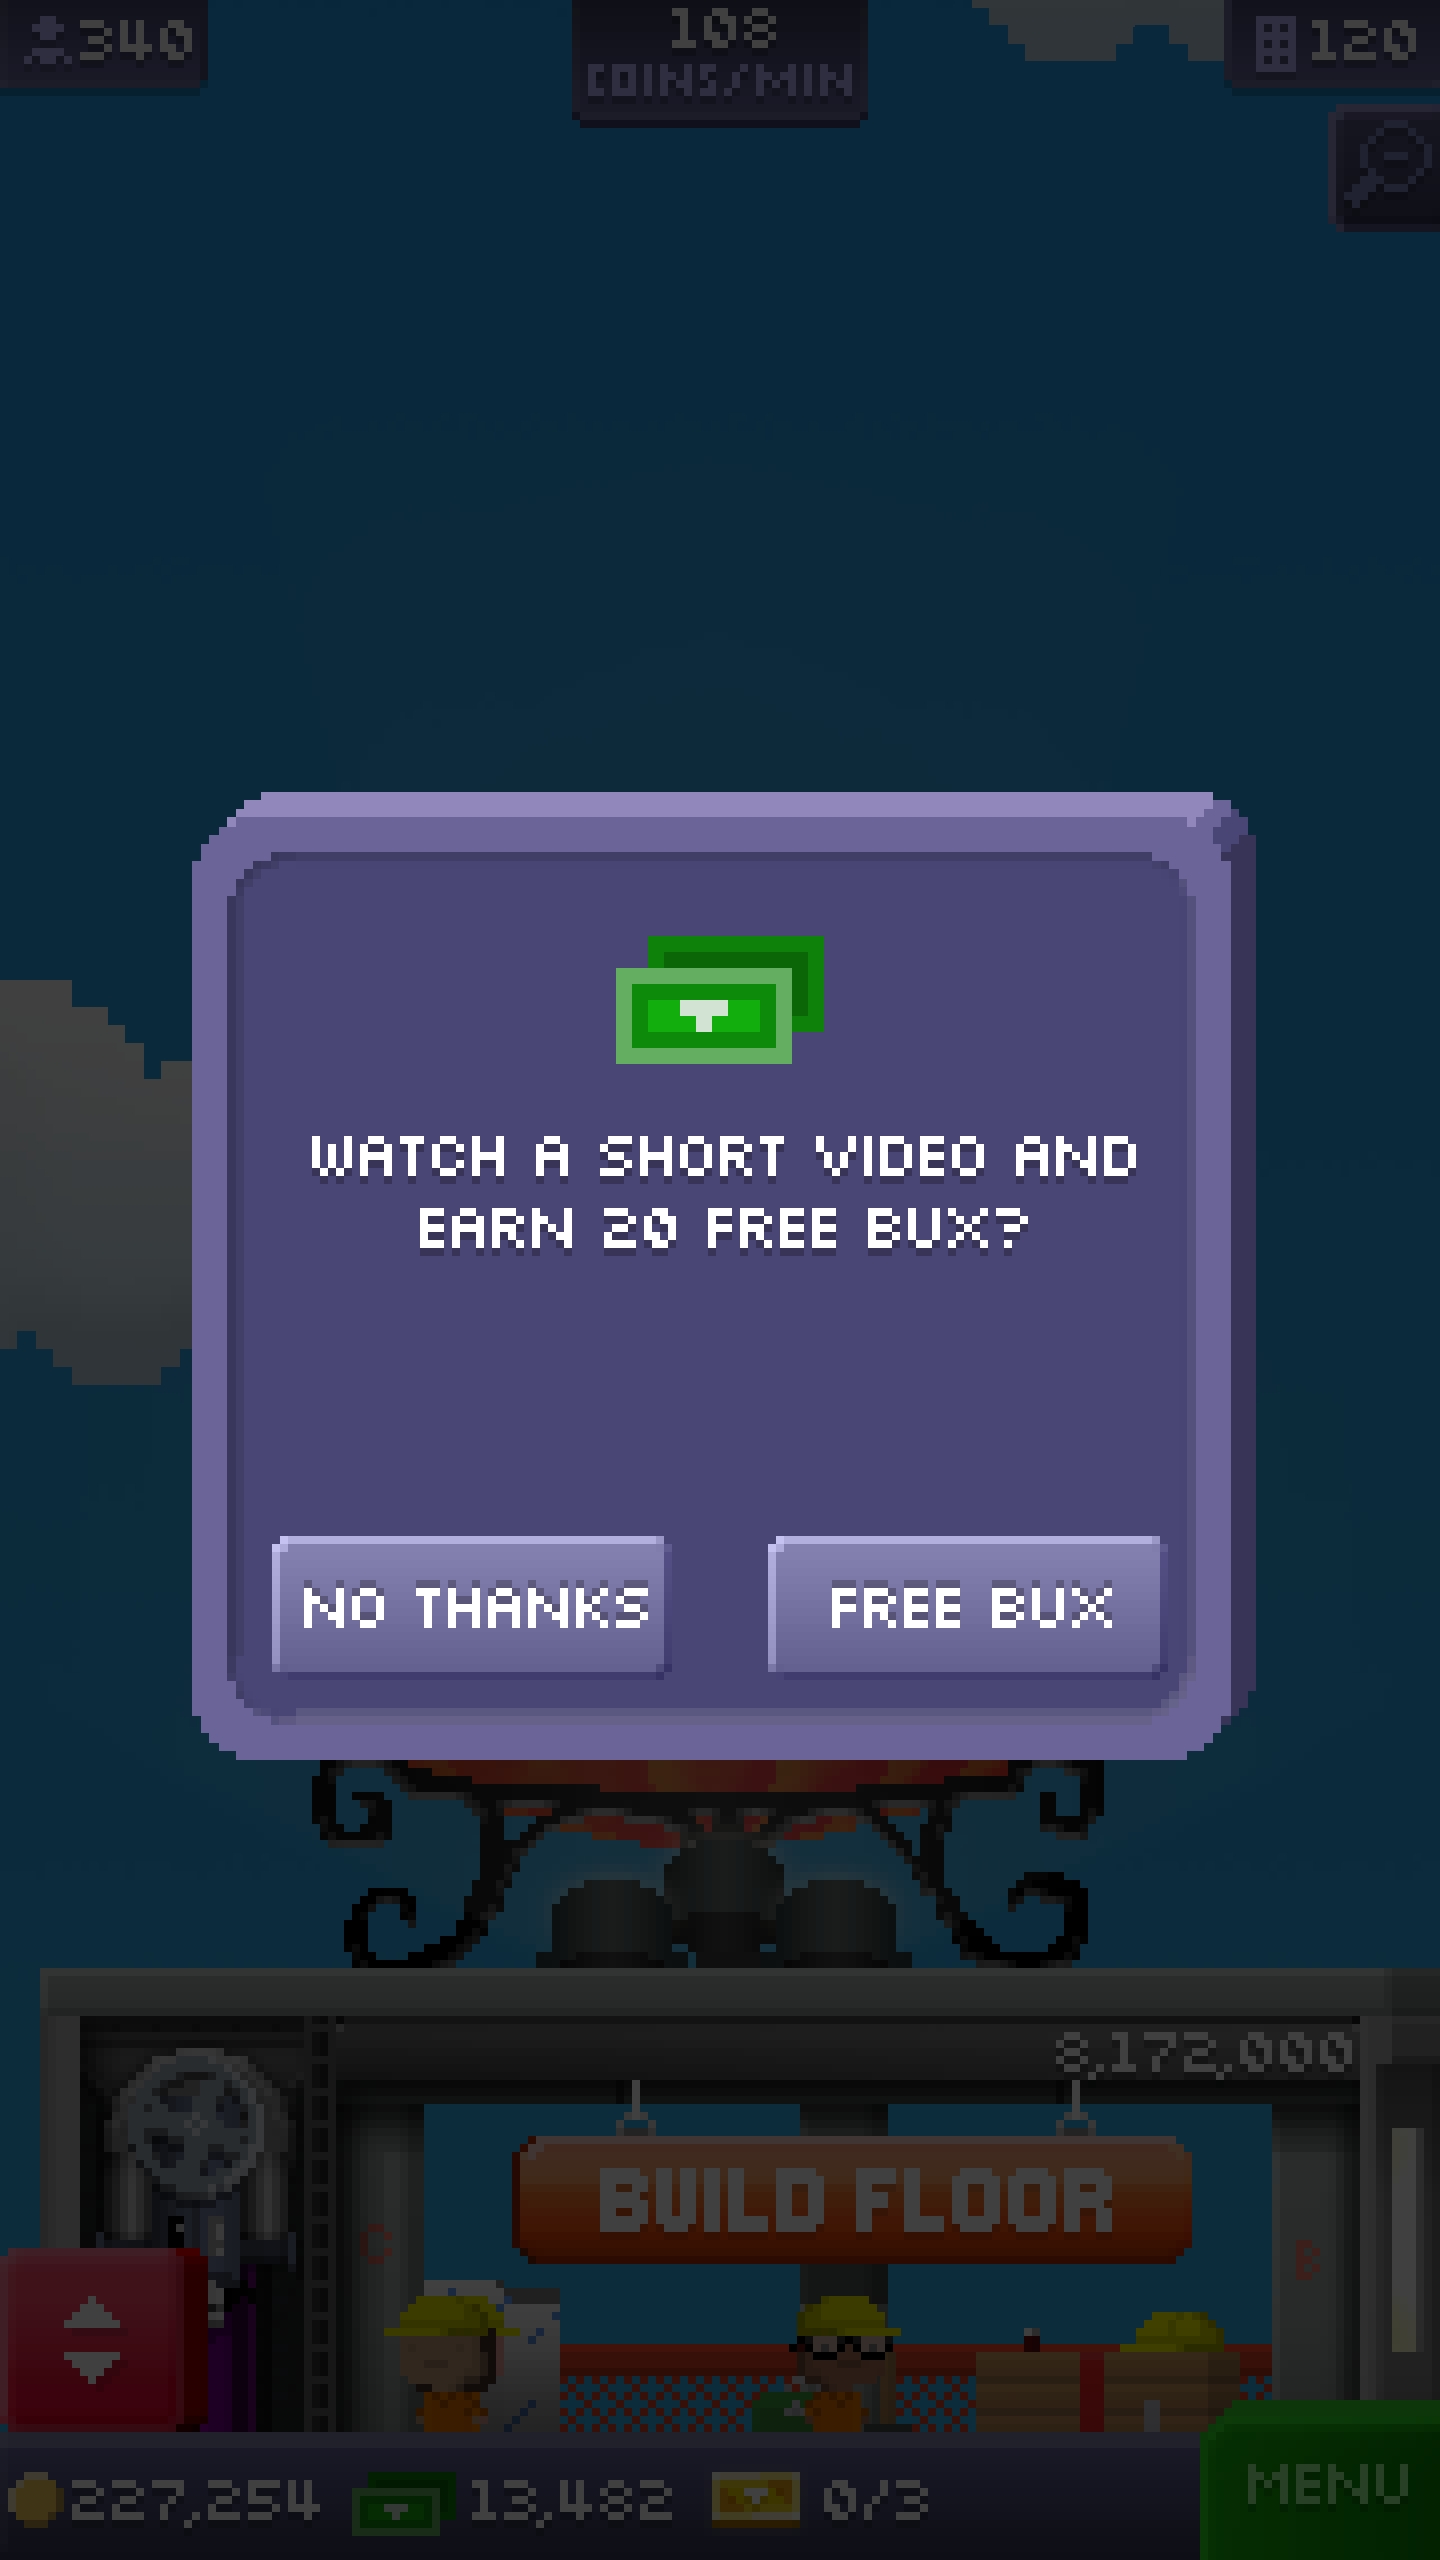 340
108
COINS/MIN
120
WATCH A SHORT VIDEO AND
EARN 20 FREE BUX?
NO THANKS
FREE BUX
8,172,000
BUILD FLOOR
C
B
227,254
13,482
0/3
MENU